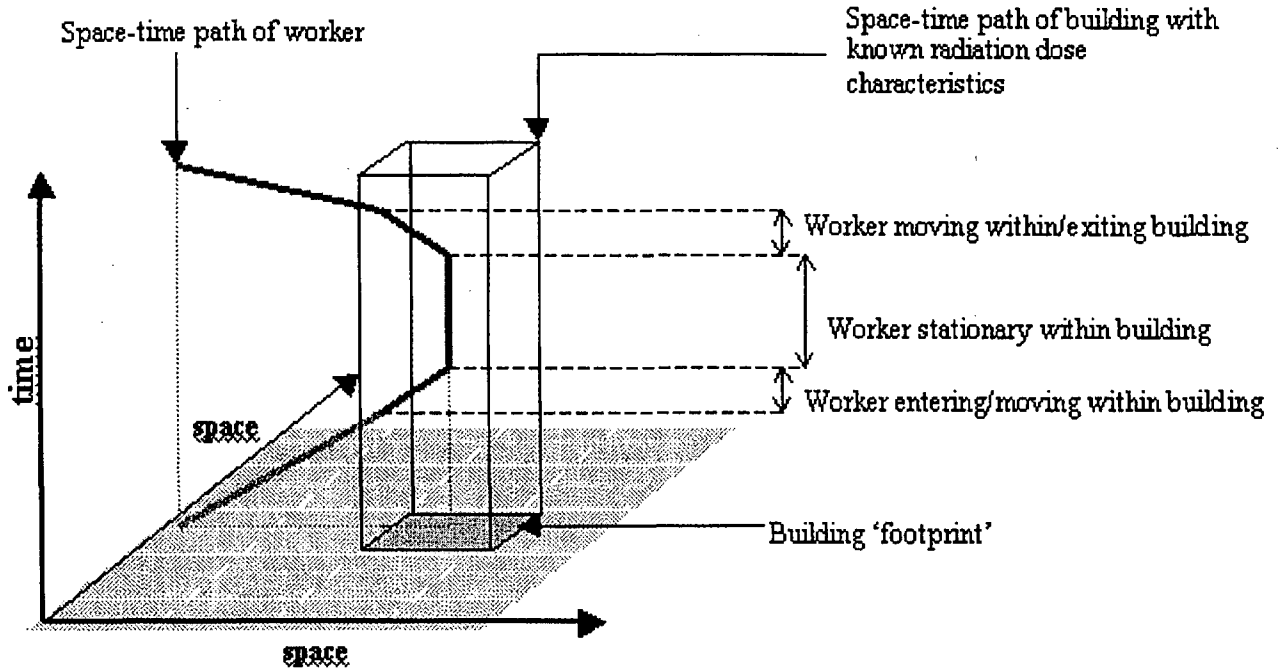 Space-time path of worker
Space-time path of building with
known radiation dose
characteristics
Worker moving within/exiting building
Worker stationary within building
Worker entering/moving within building
time
space
Building ‘footprint’
space